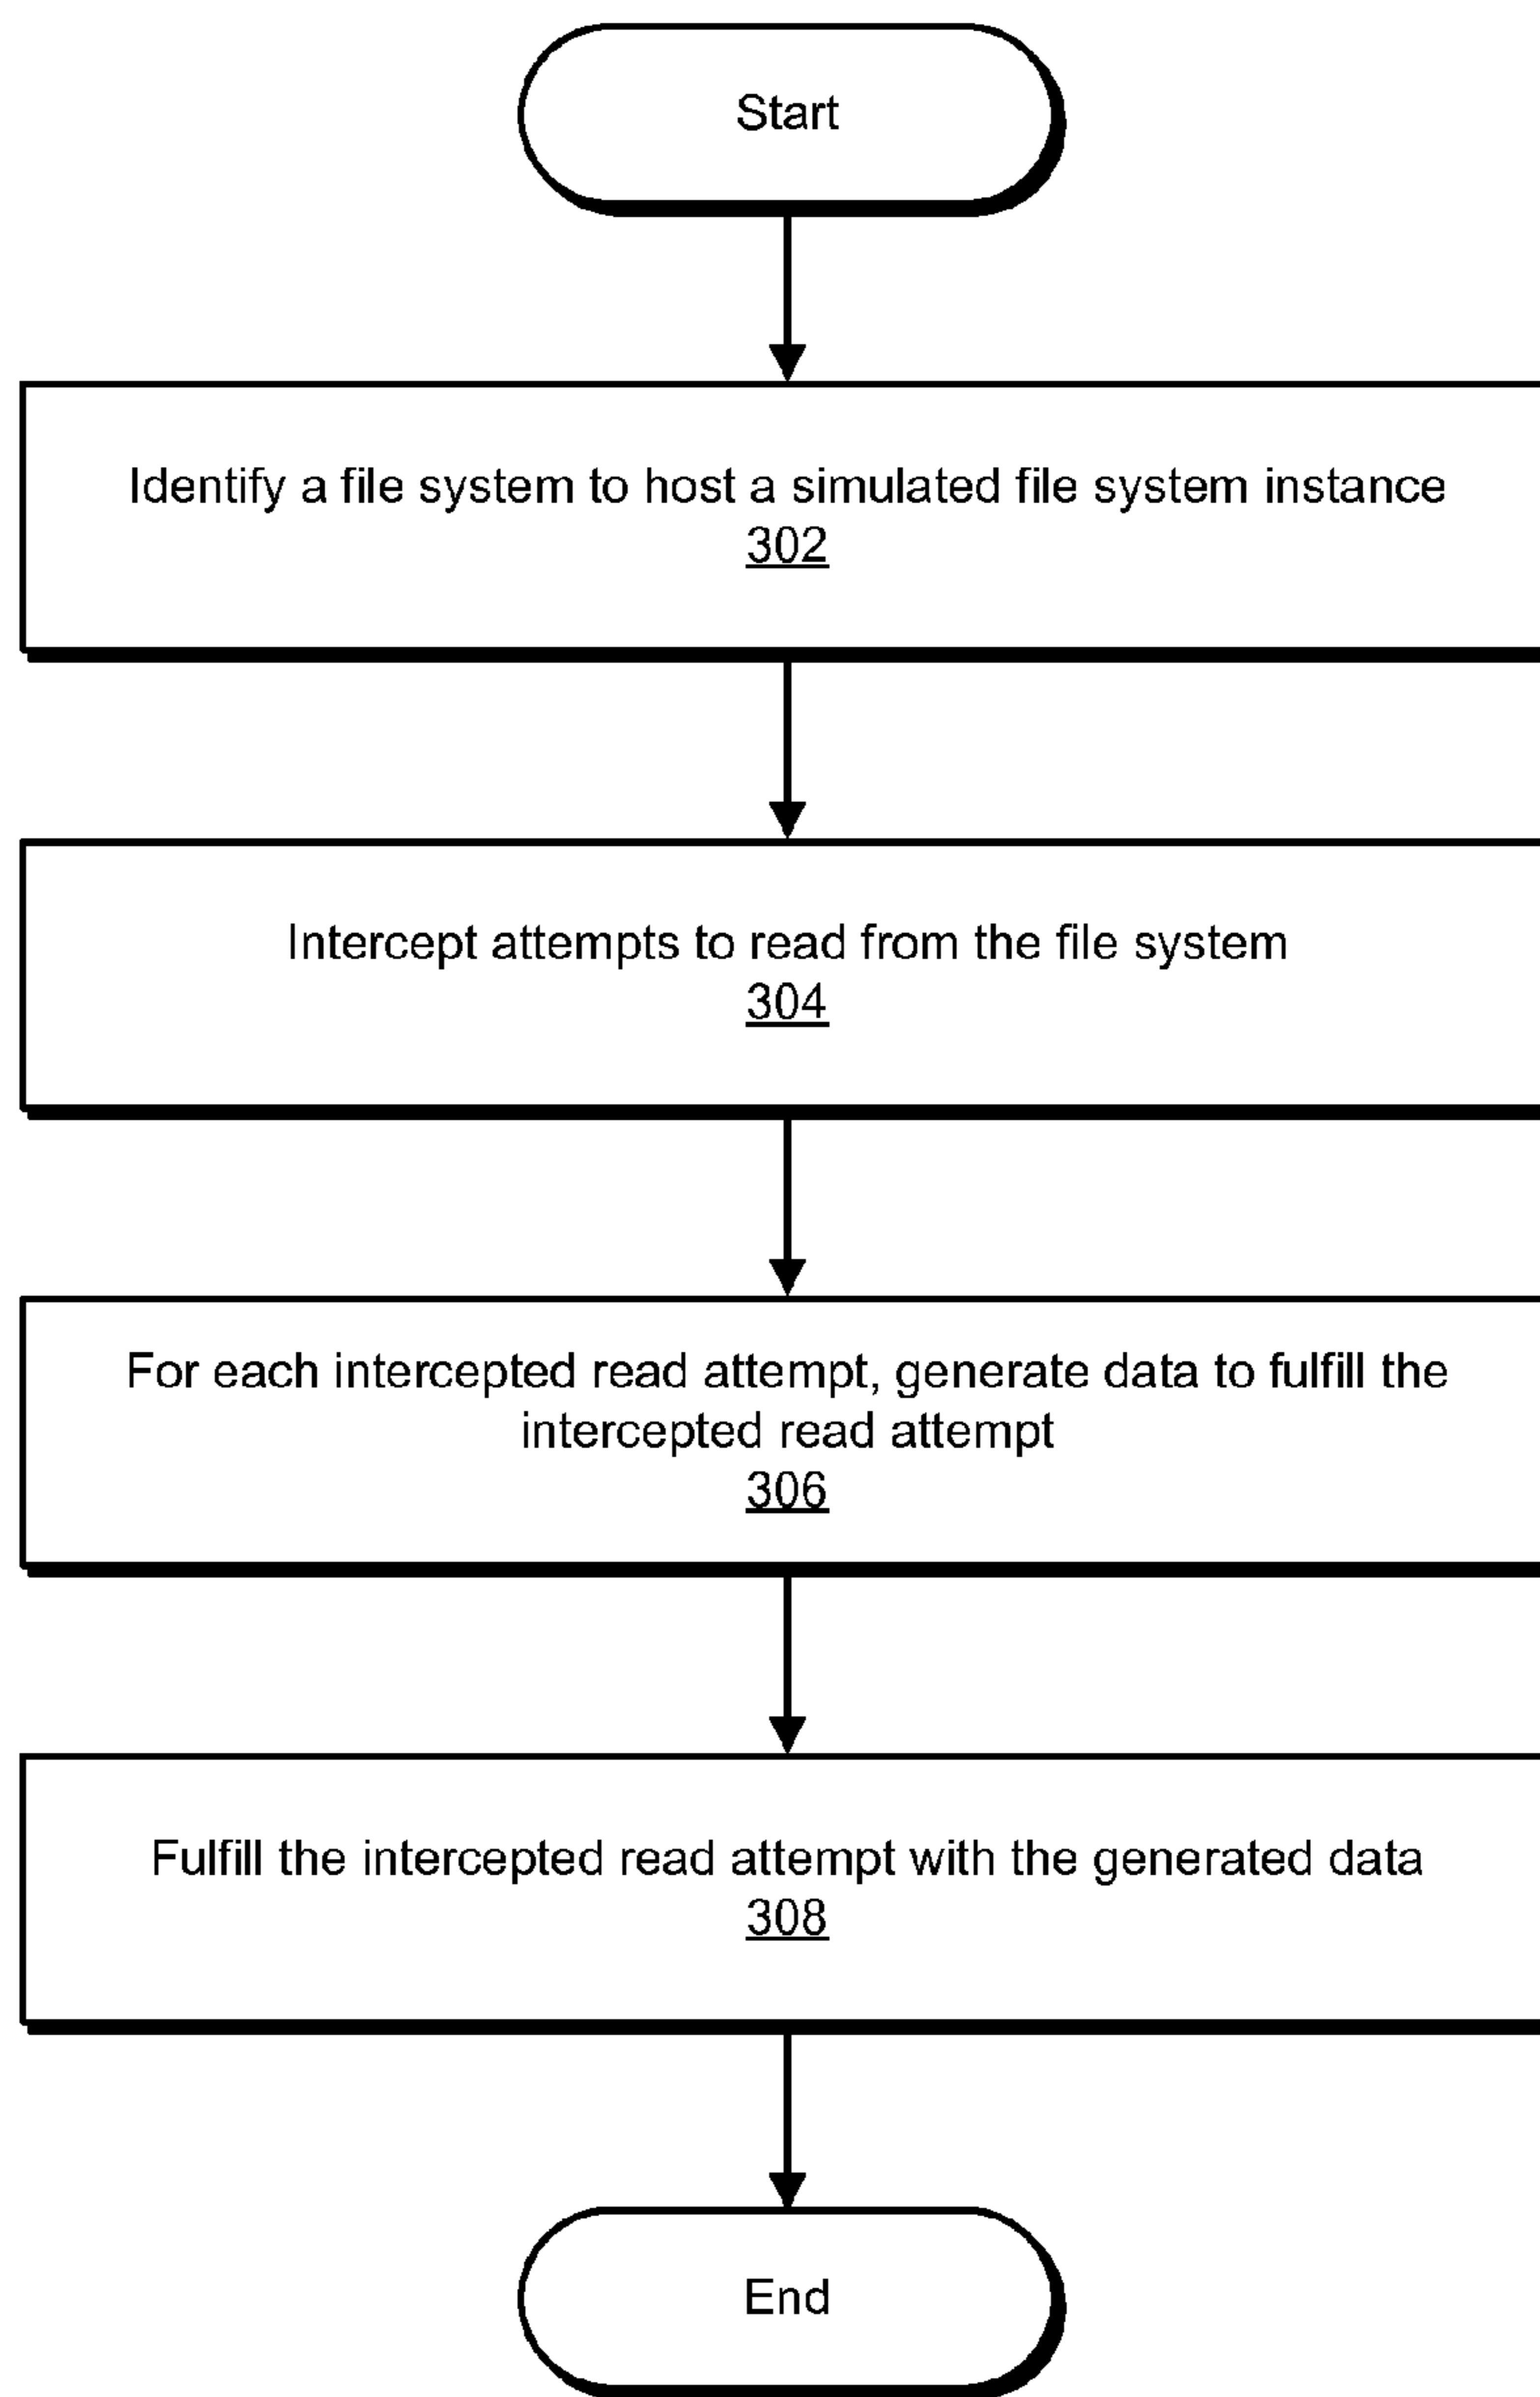 Start
Identify a file system to host a simulated file system instance
302
Intercept attempts to read from the file system
304
For each intercepted read attempt, generate data to fulfill the
intercepted read attempt
306
Fulfill the intercepted read attempt with the generated data
308
End